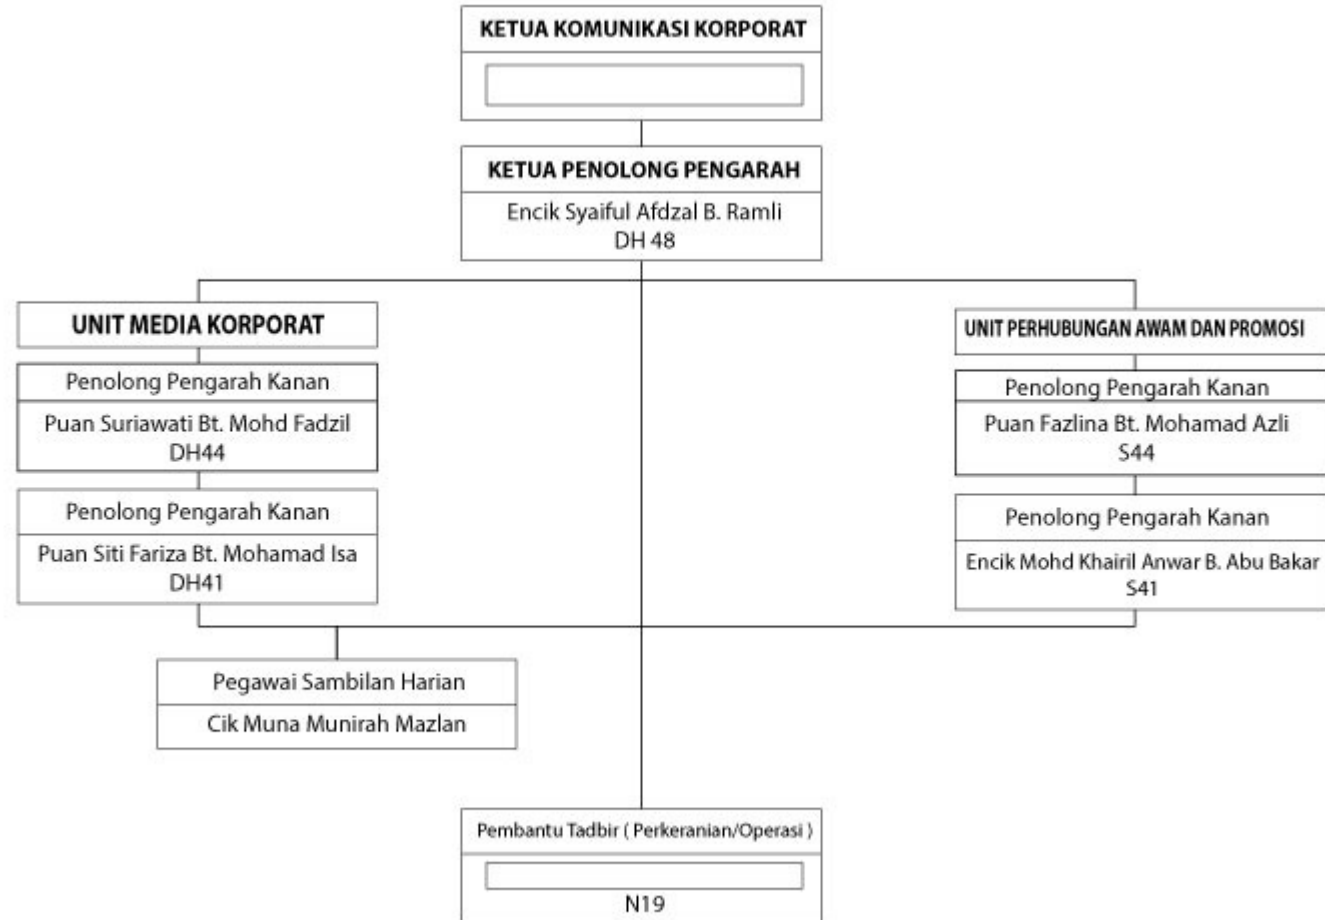 KETUA KOMUNIKASI KORPORAT
KETUA PENOLONG PENGARAH
Encik Syaiful Afdzal B. Ramli
DH 48
UNIT MEDIA KORPORAT
Penolong Pengarah Kanan
Puan Suriawati Bt. Mohd Fadzil
DH44
Penolong Pengarah Kanan
Puan Siti Fariza Bt. Mohamad Isa
DH41
UNIT PERHUBUNGAN AWAM DAN PROMOSI
Penolong Pengarah Kanan
Puan Fazlina Bt. Mohamad Azli
S44
Penolong Pengarah Kanan
Encik Mohd Khairil Anwar B. Abu Bakar
S41
Pegawai Sambilan Harian
Cik Muna Munirah Mazlan
Pembantu Tadbir ( Perkeranian/Operasi )
N19